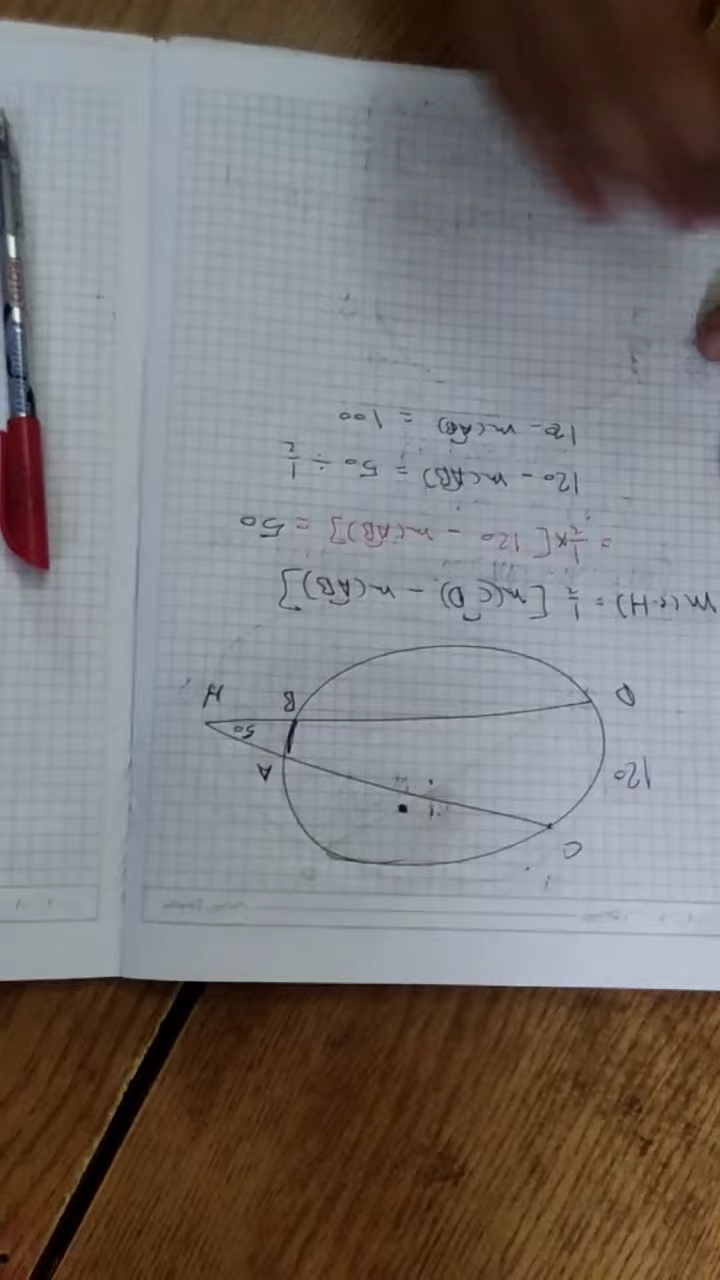 C
120
D
A
50
B
H
m(<H) = 1/2 [m(CD) - m(AB)]
= 1/2 × [120 - m(AB)] = 50
120 - m(AB) = 50 ÷ 1/2
120 - m(AB) = 100